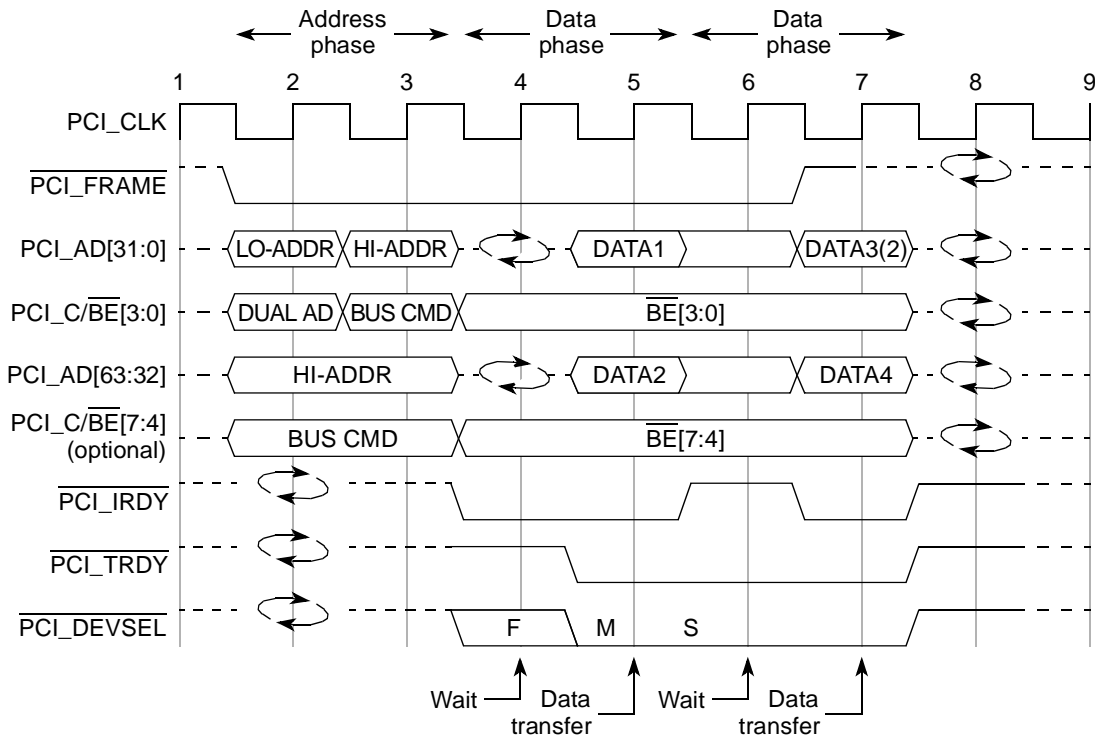 Address phase
Data phase
Data phase
1 2 3 4 5 6 7 8 9
PCI_CLK
PCI_FRAME
PCI_AD[31:0] LO-ADDR HI-ADDR DATA1 DATA3(2)
PCI_C/BE[3:0] DUAL AD BUS CMD BE[3:0]
PCI_AD[63:32] HI-ADDR DATA2 DATA4
PCI_C/BE[7:4]
(optional)
BUS CMD BE[7:4]
PCI_IRDY
PCI_TRDY
PCI_DEVSEL F M S
Wait
Data transfer
Wait
Data transfer